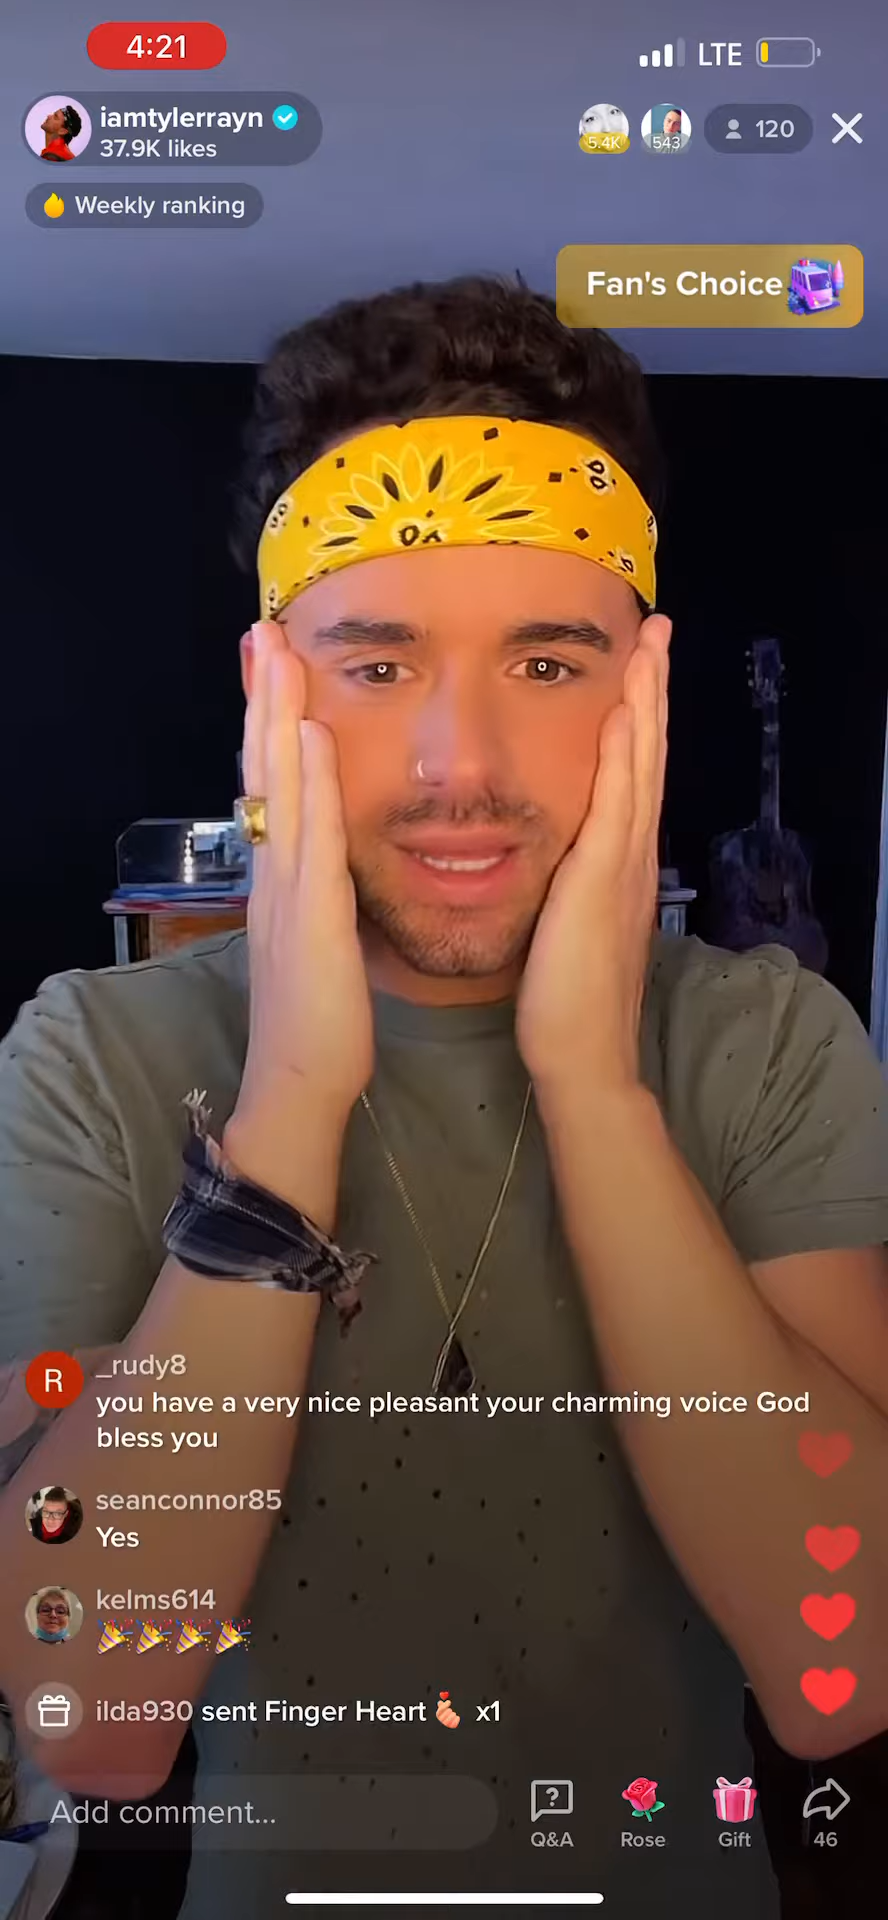 4:21
LTE
iamtylerrayn
37.9K likes
5.4K
543
120
Weekly ranking
Fan's Choice
R
_rudy8
you have a very nice pleasant your charming voice God
bless you
seanconnor85
Yes
kelms614
🎉🎉🎉🎉
ilda930 sent Finger Heart x1
Add comment...
Q&A
Rose
Gift
46